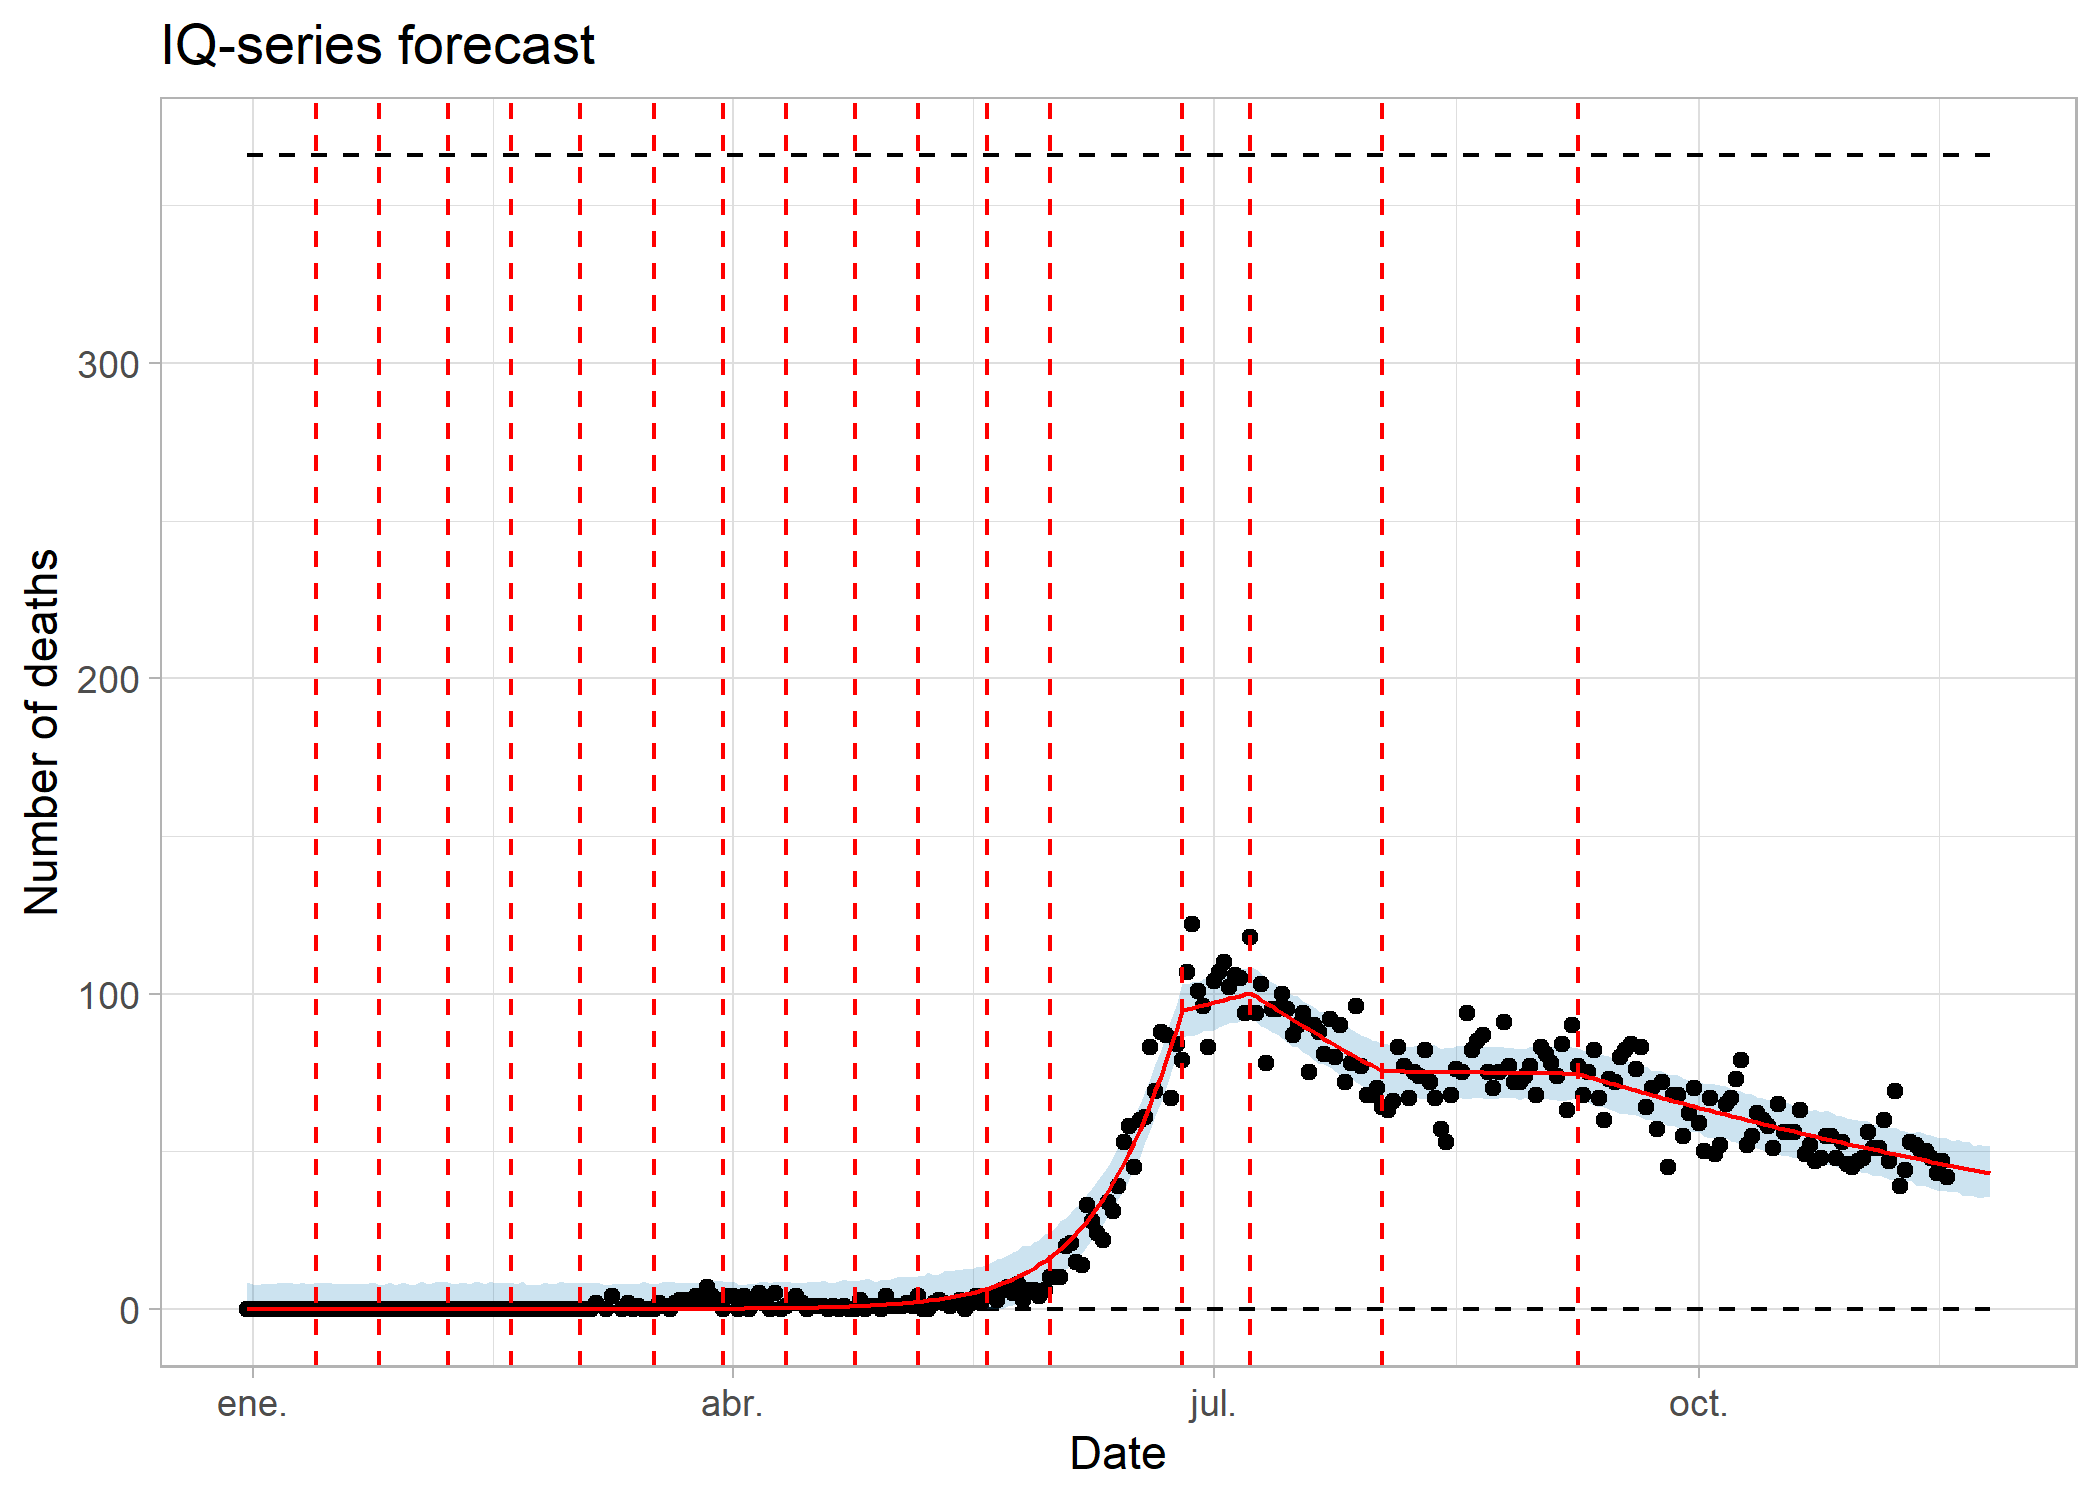 IQ-series forecast
Number of deaths
300
200
100
0
ene.
abr.
jul.
oct.
Date